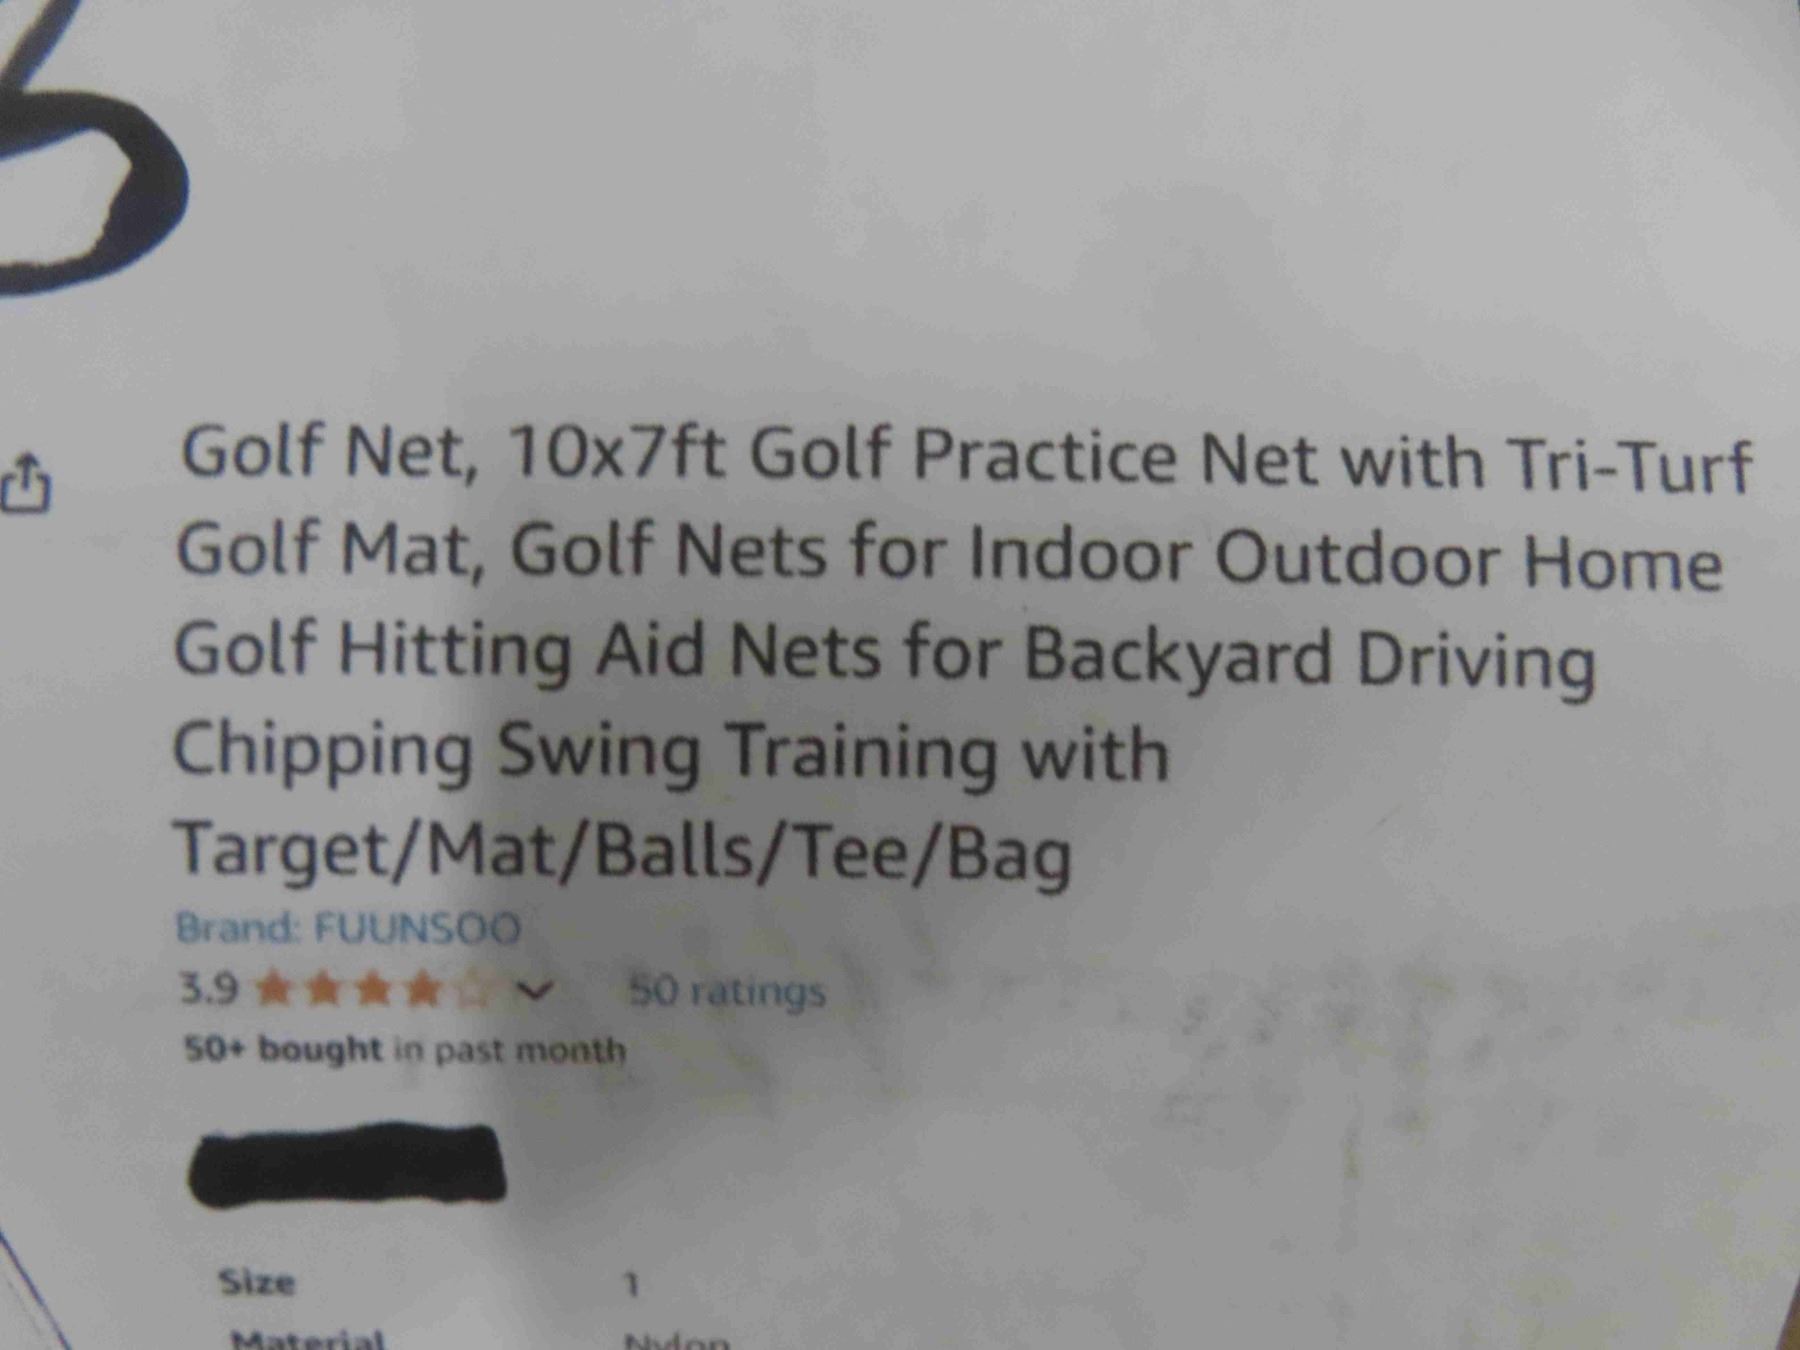 Golf Net, 10x7ft Golf Practice Net with Tri-Turf
Golf Mat, Golf Nets for Indoor Outdoor Home
Golf Hitting Aid Nets for Backyard Driving
Chipping Swing Training with
Target/Mat/Balls/Tee/Bag
Brand: FUUNSOO
3.9 50 ratings
50+ bought in past month
Size 1
Material Nylon